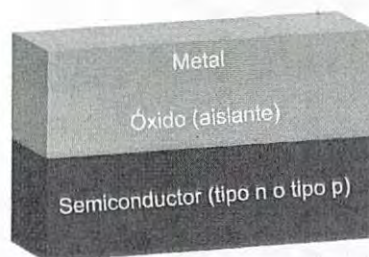 Metal
Óxido (aislante)
Semiconductor (tipo n o tipo p)